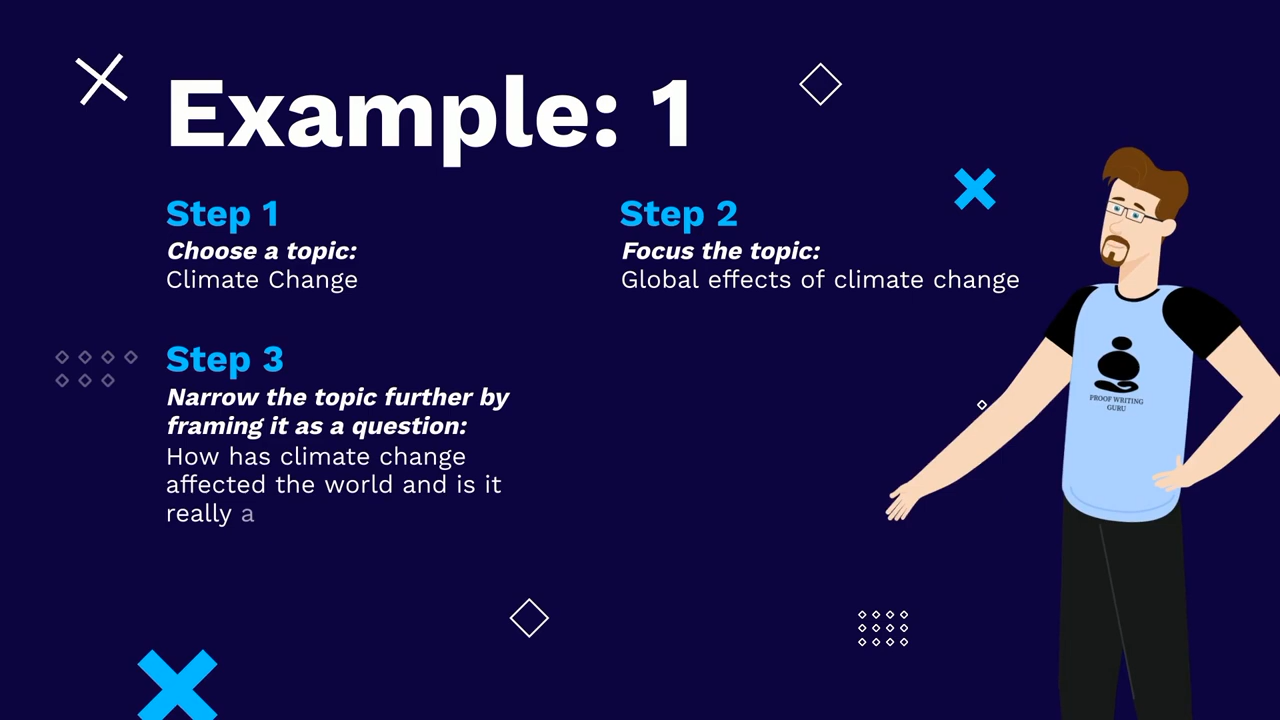 Example: 1
Step 1
Choose a topic:
Climate Change
Step 2
Focus the topic:
Global effects of climate change
Step 3
Narrow the topic further by
framing it as a question:
How has climate change
affected the world and is it
really a
PROOF WRITING
GURU